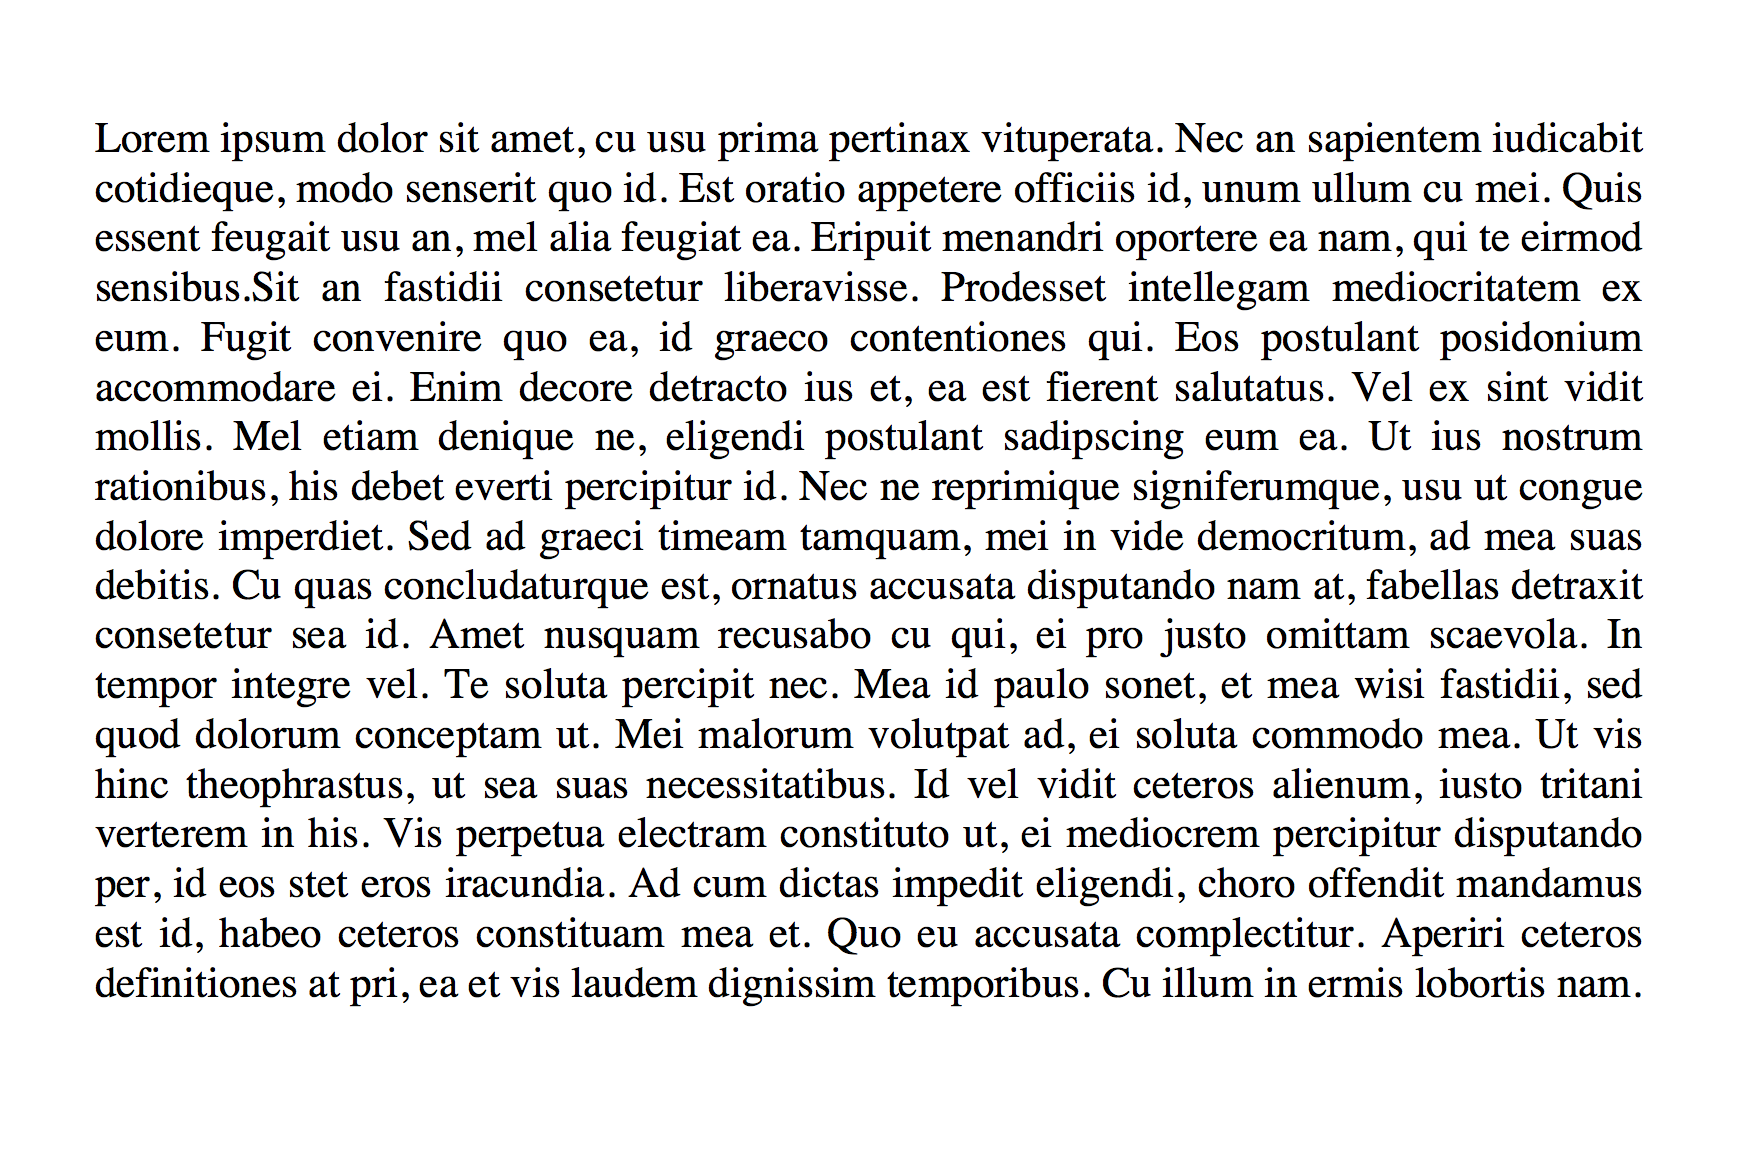 Lorem ipsum dolor sit amet, cu usu prima pertinax vituperata. Nec an sapientem iudicabit
cotidieque, modo senserit quo id. Est oratio appetere officiis id, unum ullum cu mei. Quis
essent feugait usu an, mel alia feugiat ea. Eripuit menandri oportere ea nam, qui te eirmod
sensibus.Sit an fastidii consetetur liberavisse. Prodesset intellegam mediocritatem ex
eum. Fugit convenire quo ea, id graeco contentiones qui. Eos postulant posidonium
accommodare ei. Enim decore detracto ius et, ea est fierent salutatus. Vel ex sint vidit
mollis. Mel etiam denique ne, eligendi postulant sadipscing eum ea. Ut ius nostrum
rationibus, his debet everti percipitur id. Nec ne reprimique signiferumque, usu ut congue
dolore imperdiet. Sed ad graeci timeam tamquam, mei in vide democritum, ad mea suas
debitis. Cu quas concludaturque est, ornatus accusata disputando nam at, fabellas detraxit
consetetur sea id. Amet nusquam recusabo cu qui, ei pro justo omittam scaevola. In
tempor integre vel. Te soluta percipit nec. Mea id paulo sonet, et mea wisi fastidii, sed
quod dolorum conceptam ut. Mei malorum volutpat ad, ei soluta commodo mea. Ut vis
hinc theophrastus, ut sea suas necessitatibus. Id vel vidit ceteros alienum, iusto tritani
verterem in his. Vis perpetua electram constituto ut, ei mediocrem percipitur disputando
per, id eos stet eros iracundia. Ad cum dictas impedit eligendi, choro offendit mandamus
est id, habeo ceteros constituam mea et. Quo eu accusata complectitur. Aperiri ceteros
definitiones at pri, ea et vis laudem dignissim temporibus. Cu illum in ermis lobortis nam.